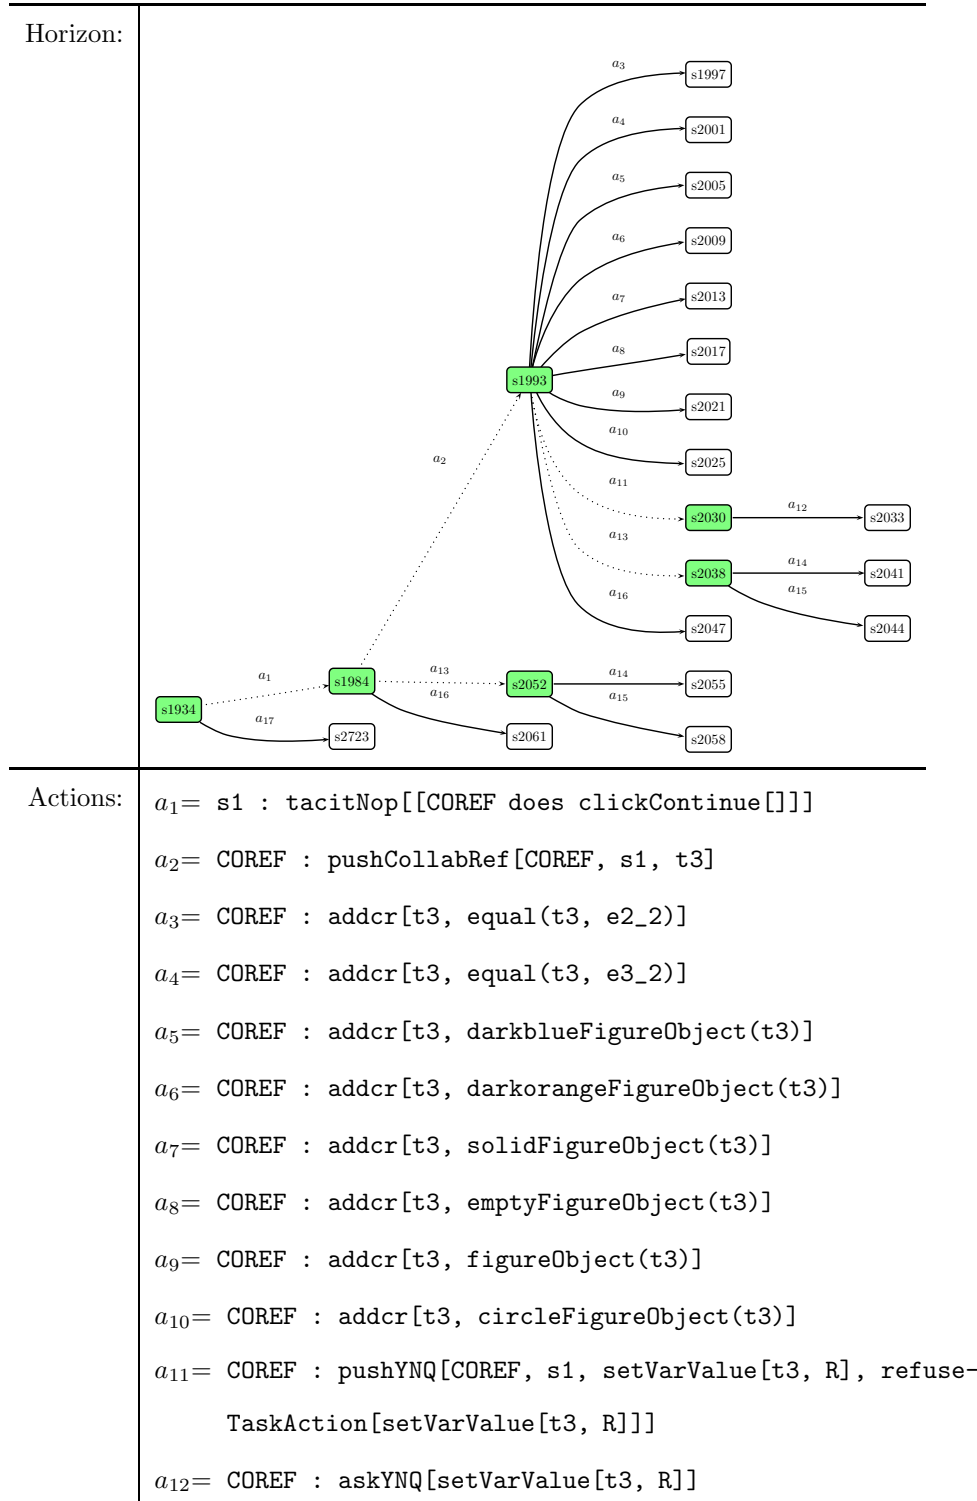 Horizon:
a3
s1997
a4
s2001
a5
s2005
a6
s2009
a7
s2013
a8
s2017
s1993
a9
s2021
a10
s2025
a2
a11
s2030
a12
s2033
a13
s2038
a14
s2041
a15
a16
s2047
s2044
s1934
a1
s1984
a13
a16
s2052
a14
a15
s2055
a17
s2723
s2061
s2058
Actions:
a1= s1 : tacitNop[[COREF does clickContinue[]]]
a2= COREF : pushCollabRef[COREF, s1, t3]
a3= COREF : addcr[t3, equal(t3, e2_2)]
a4= COREF : addcr[t3, equal(t3, e3_2)]
a5= COREF : addcr[t3, darkblueFigureObject(t3)]
a6= COREF : addcr[t3, darkorangeFigureObject(t3)]
a7= COREF : addcr[t3, solidFigureObject(t3)]
a8= COREF : addcr[t3, emptyFigureObject(t3)]
a9= COREF : addcr[t3, figureObject(t3)]
a10= COREF : addcr[t3, circleFigureObject(t3)]
a11= COREF : pushYNQ[COREF, s1, setVarValue[t3, R], refuse-
TaskAction[setVarValue[t3, R]]]
a12= COREF : askYNQ[setVarValue[t3, R]]